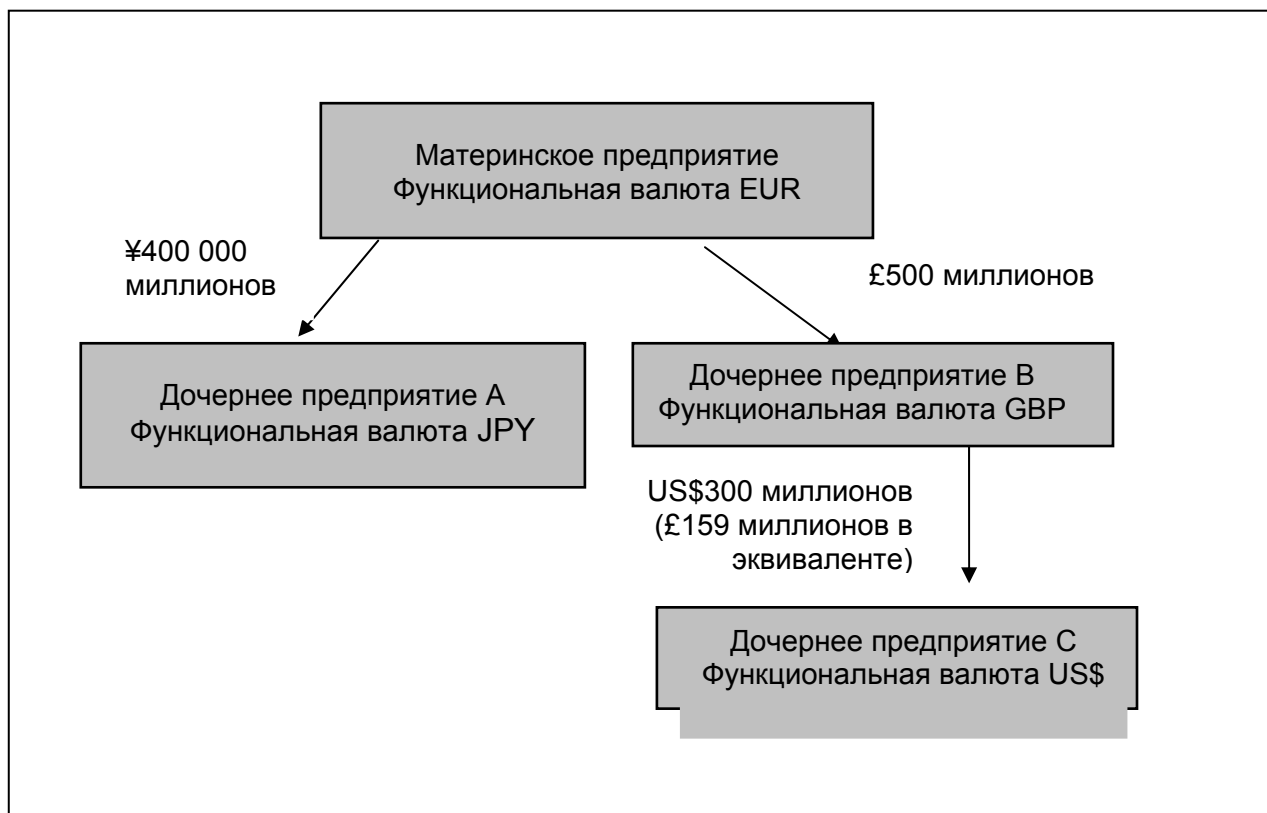 Материнское предприятие
Функциональная валюта EUR
¥400 000
миллионов
£500 миллионов
Дочернее предприятие A
Функциональная валюта JPY
Дочернее предприятие B
Функциональная валюта GBP
US$300 миллионов
(£159 миллионов в
эквиваленте)
Дочернее предприятие C
Функциональная валюта US$